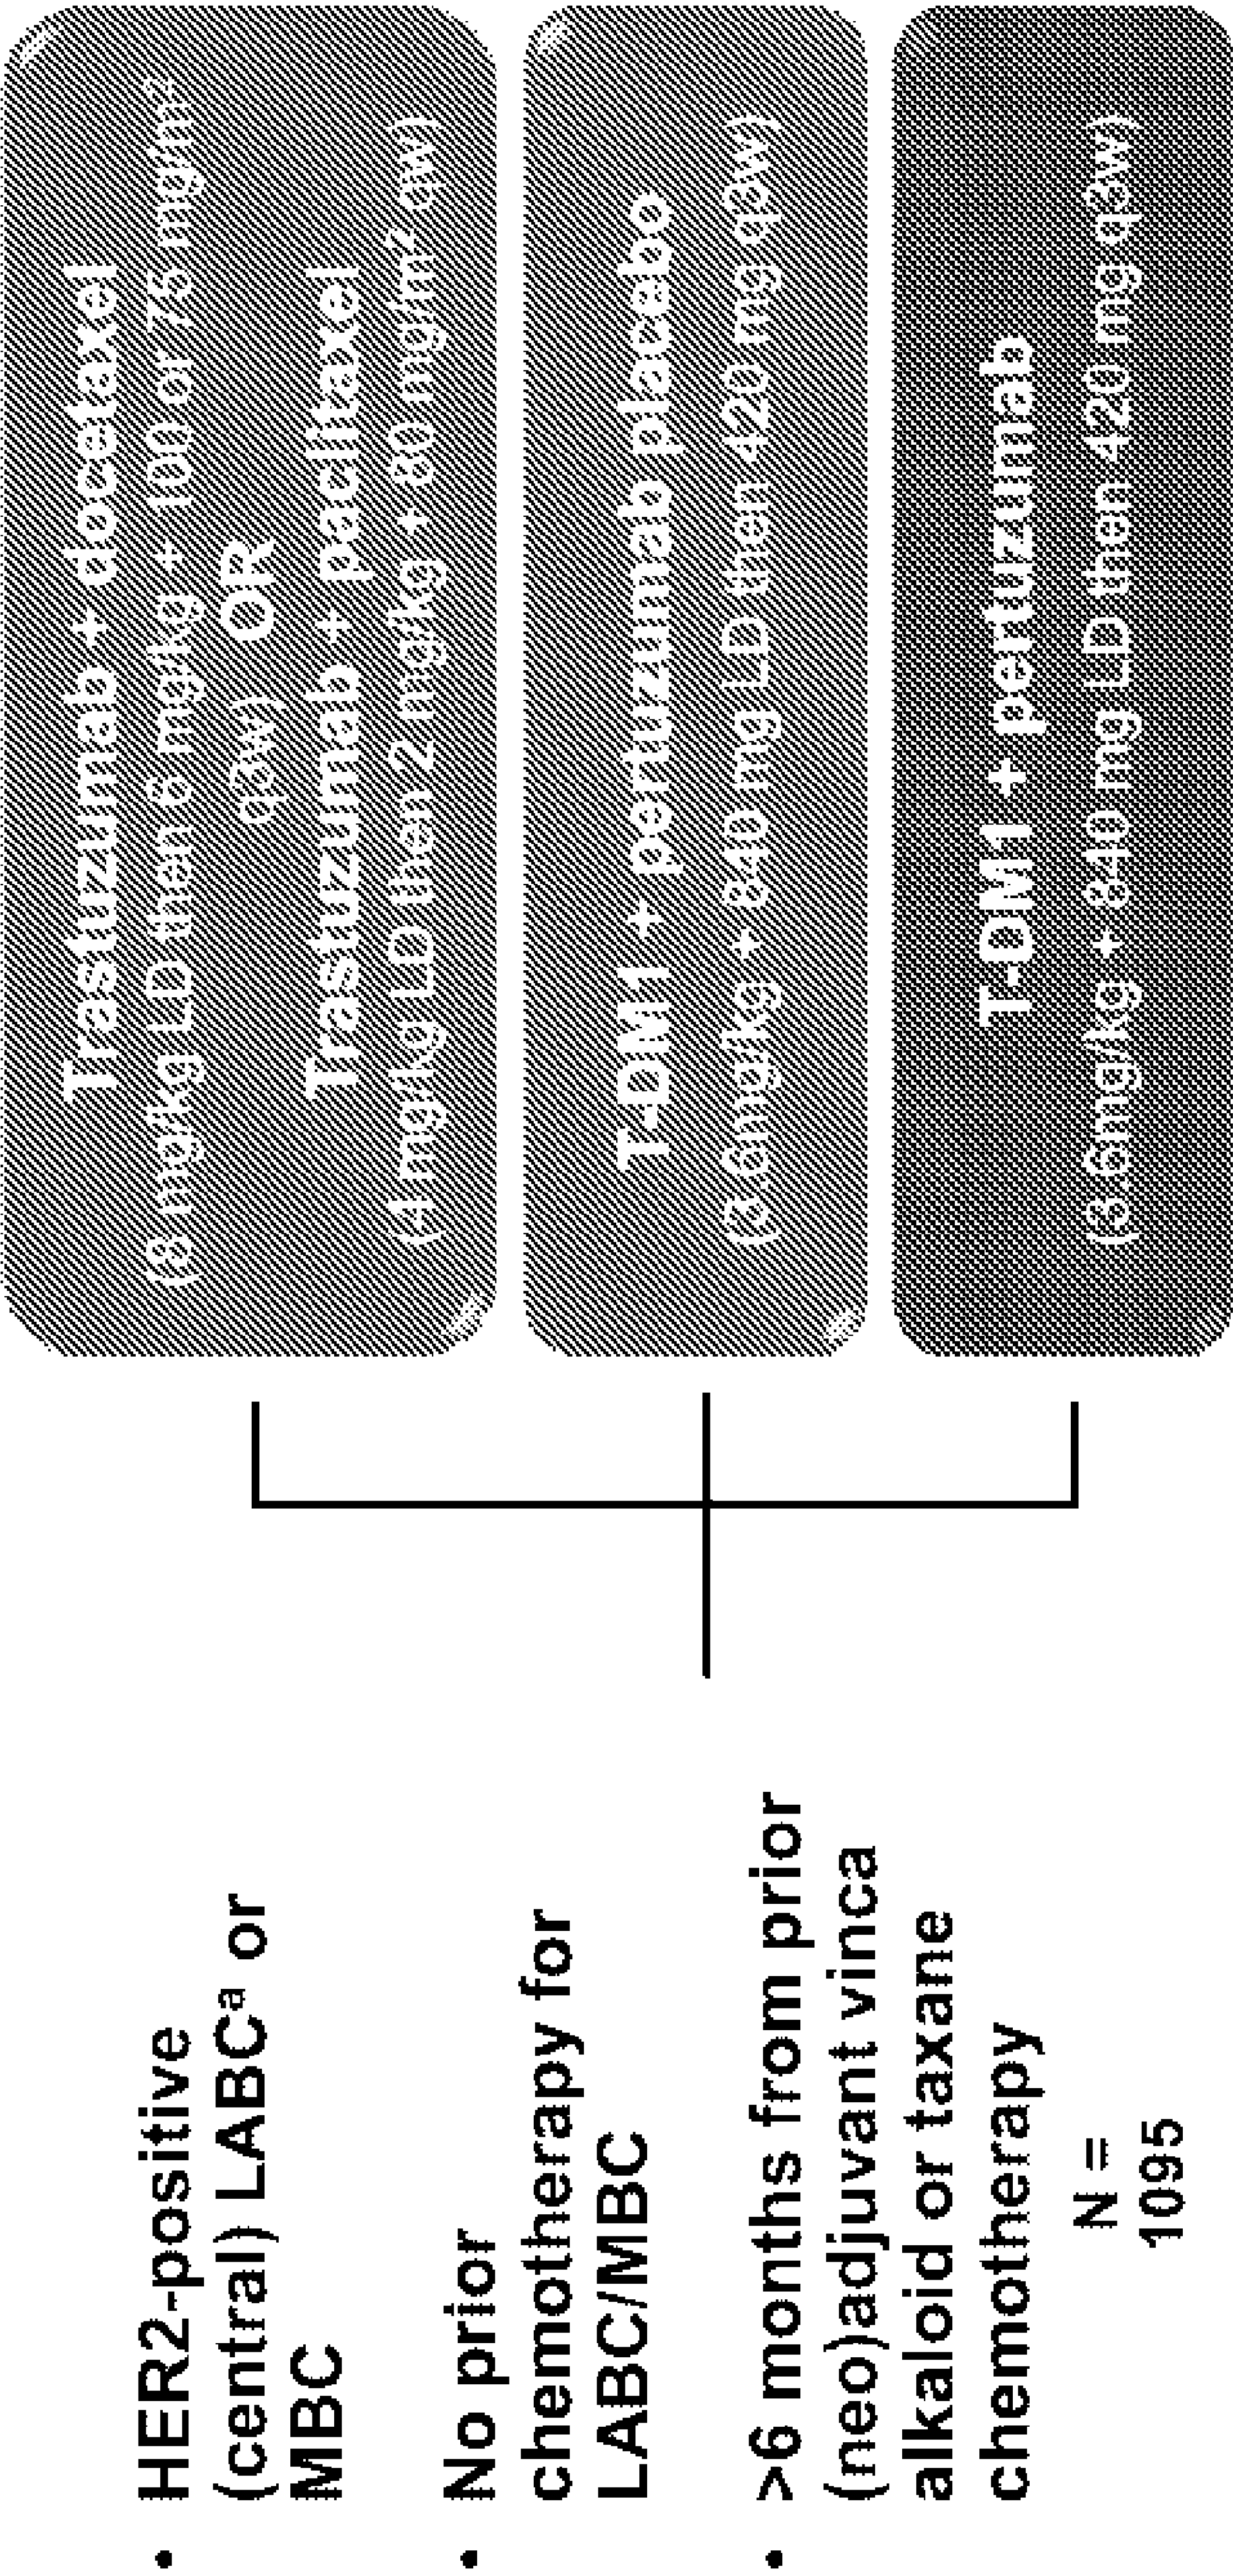 • HER2-positive
(central) LABCᵃ or
MBC
• No prior
chemotherapy for
LABC/MBC
• >6 months from prior
(neo)adjuvant vinca
alkaloid or taxane
chemotherapy
N =
1095
Trastuzumab + docetaxel
(8 mg/kg LD then 6 mg/kg + 100 or 75 mg/m²
q3w) OR
Trastuzumab + paclitaxel
(4 mg/kg LD then 2 mg/kg + 80 mg/m² qw)
T-DM1 + pertuzumab placebo
(3.6mg/kg + 840 mg LD then 420 mg q3w)
T-DM1 + pertuzumab
(3.6mg/kg + 840 mg LD then 420 mg q3w)